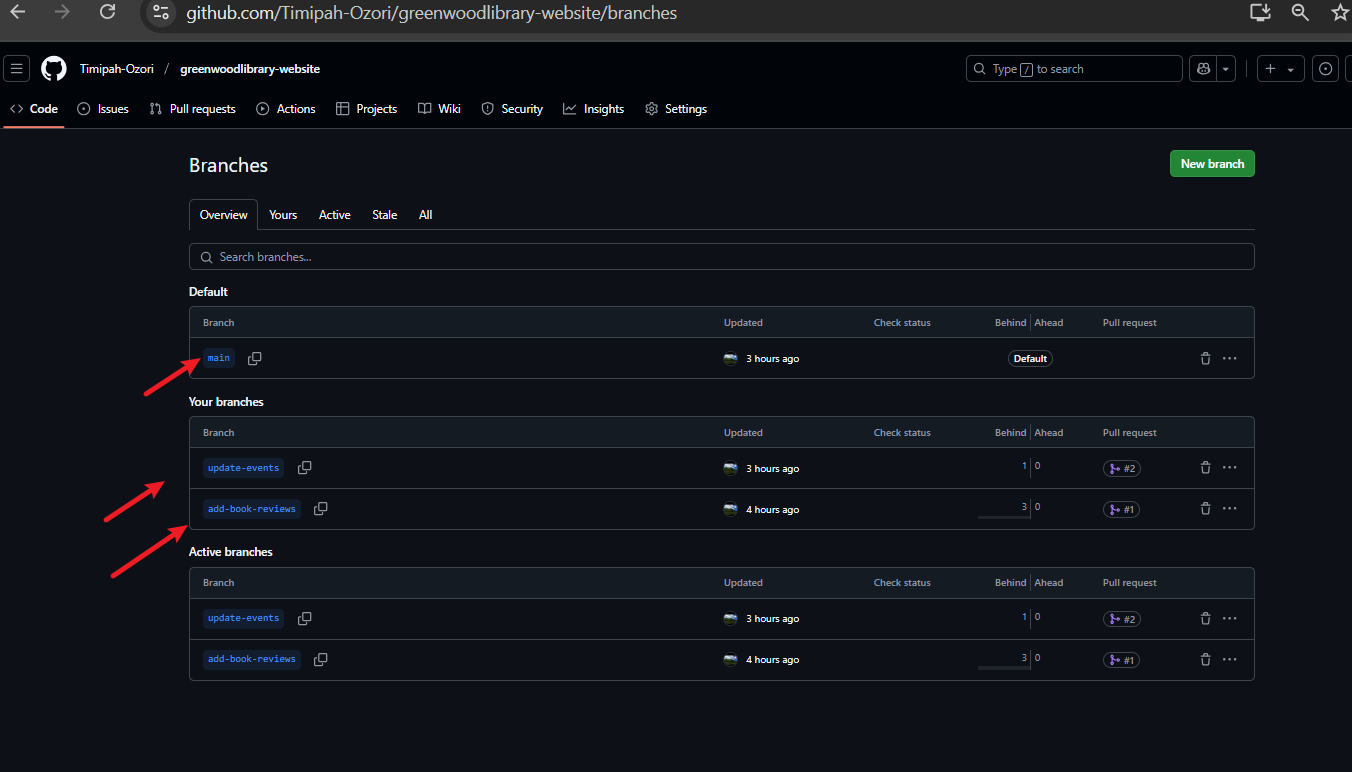 github.com/Timipah-Ozori/greenwoodlibrary-website/branches
Timipah-Ozori / greenwoodlibrary-website
Type / to search
Code Issues Pull requests Actions Projects Wiki Security Insights Settings
Branches
New branch
Overview Yours Active Stale All
Search branches...
Default
Branch Updated Check status Behind Ahead Pull request
main 3 hours ago Default
Your branches
Branch Updated Check status Behind Ahead Pull request
update-events 3 hours ago 1 0 #2
add-book-reviews 4 hours ago 3 0 #1
Active branches
Branch Updated Check status Behind Ahead Pull request
update-events 3 hours ago 1 0 #2
add-book-reviews 4 hours ago 3 0 #1